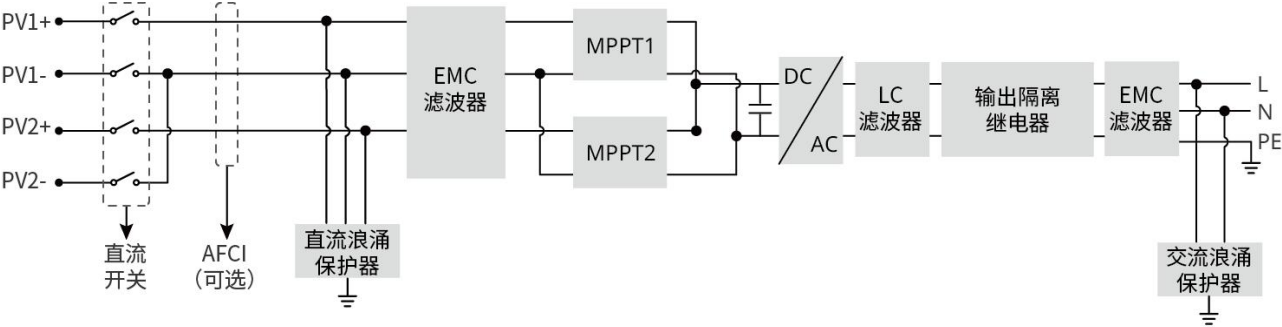 PV1+
PV1-
PV2+
PV2-
直流
开关
AFCI
（可选）
直流浪涌
保护器
EMC
滤波器
MPPT1
MPPT2
DC
AC
LC
滤波器
输出隔离
继电器
EMC
滤波器
L
N
PE
交流浪涌
保护器